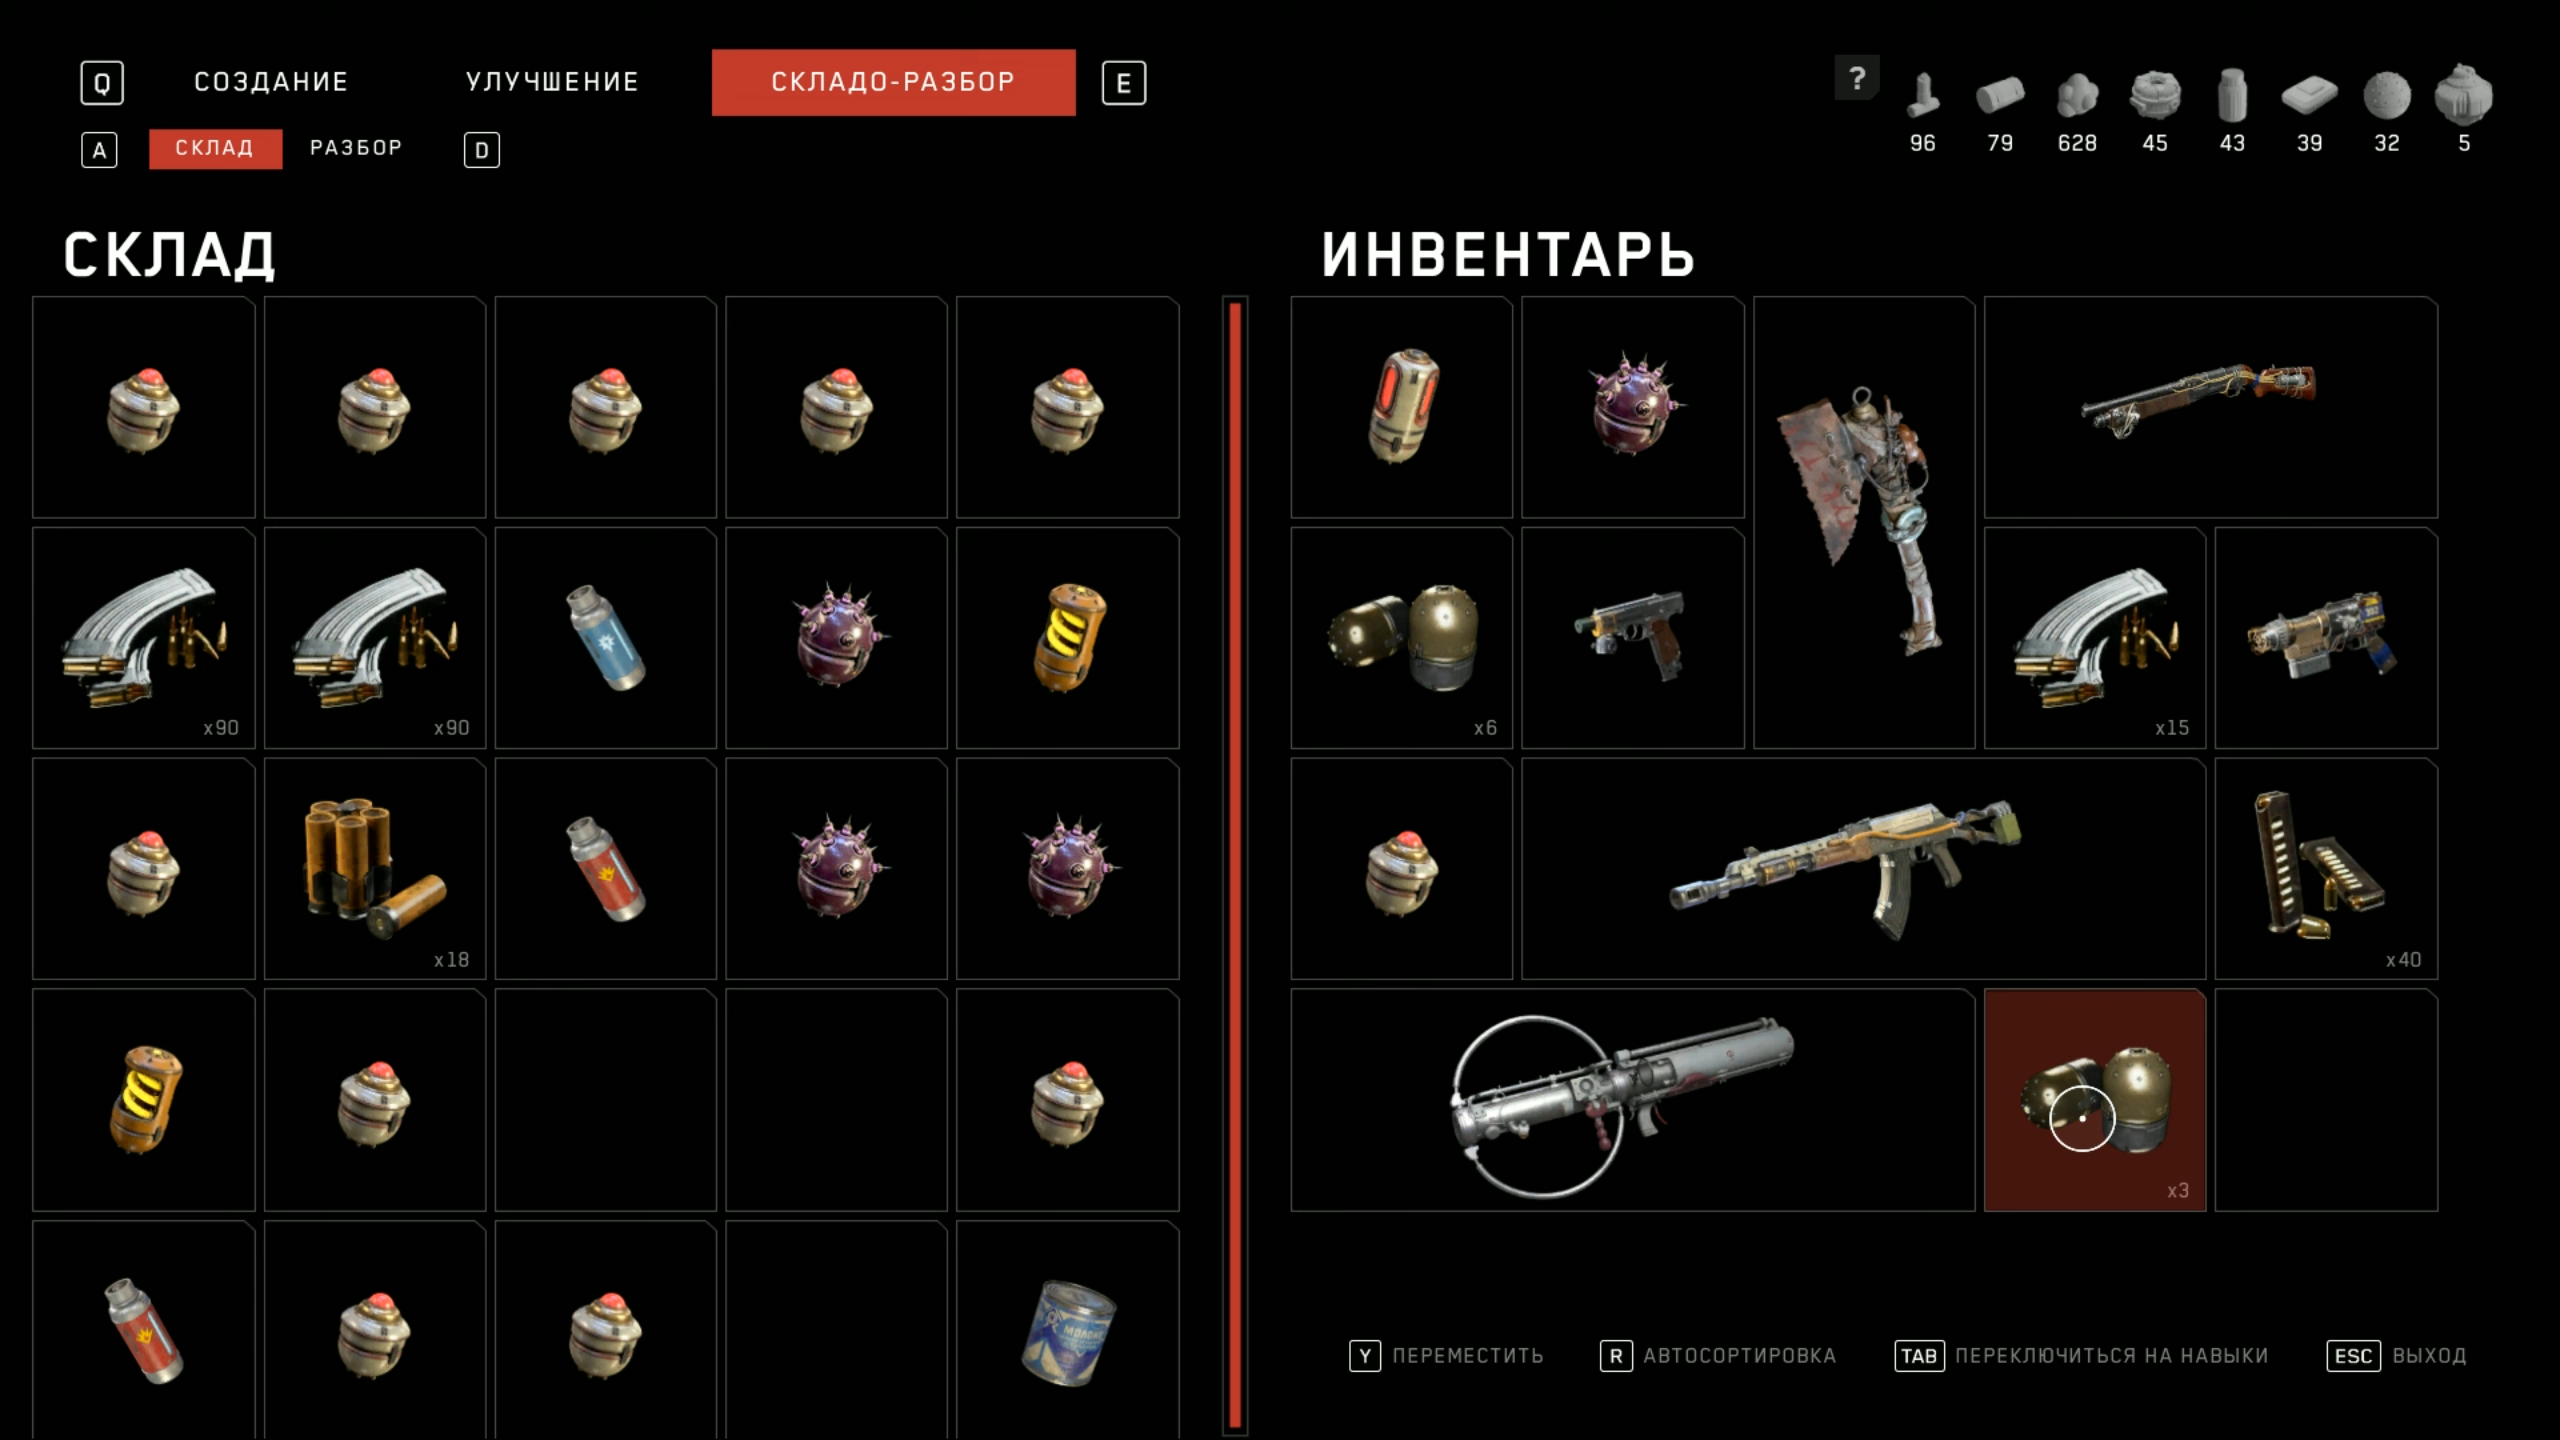 Q СОЗДАНИЕ УЛУЧШЕНИЕ СКЛАДО-РАЗБОР E
?
A СКЛАД РАЗБОР D
96 79 628 45 43 39 32 5
СКЛАД
ИНВЕНТАРЬ
x90
x90
x6
x15
x18
x40
x3
МОЛОКО
Y ПЕРЕМЕСТИТЬ R АВТОСОРТИРОВКА TAB ПЕРЕКЛЮЧИТЬСЯ НА НАВЫКИ ESC ВЫХОД